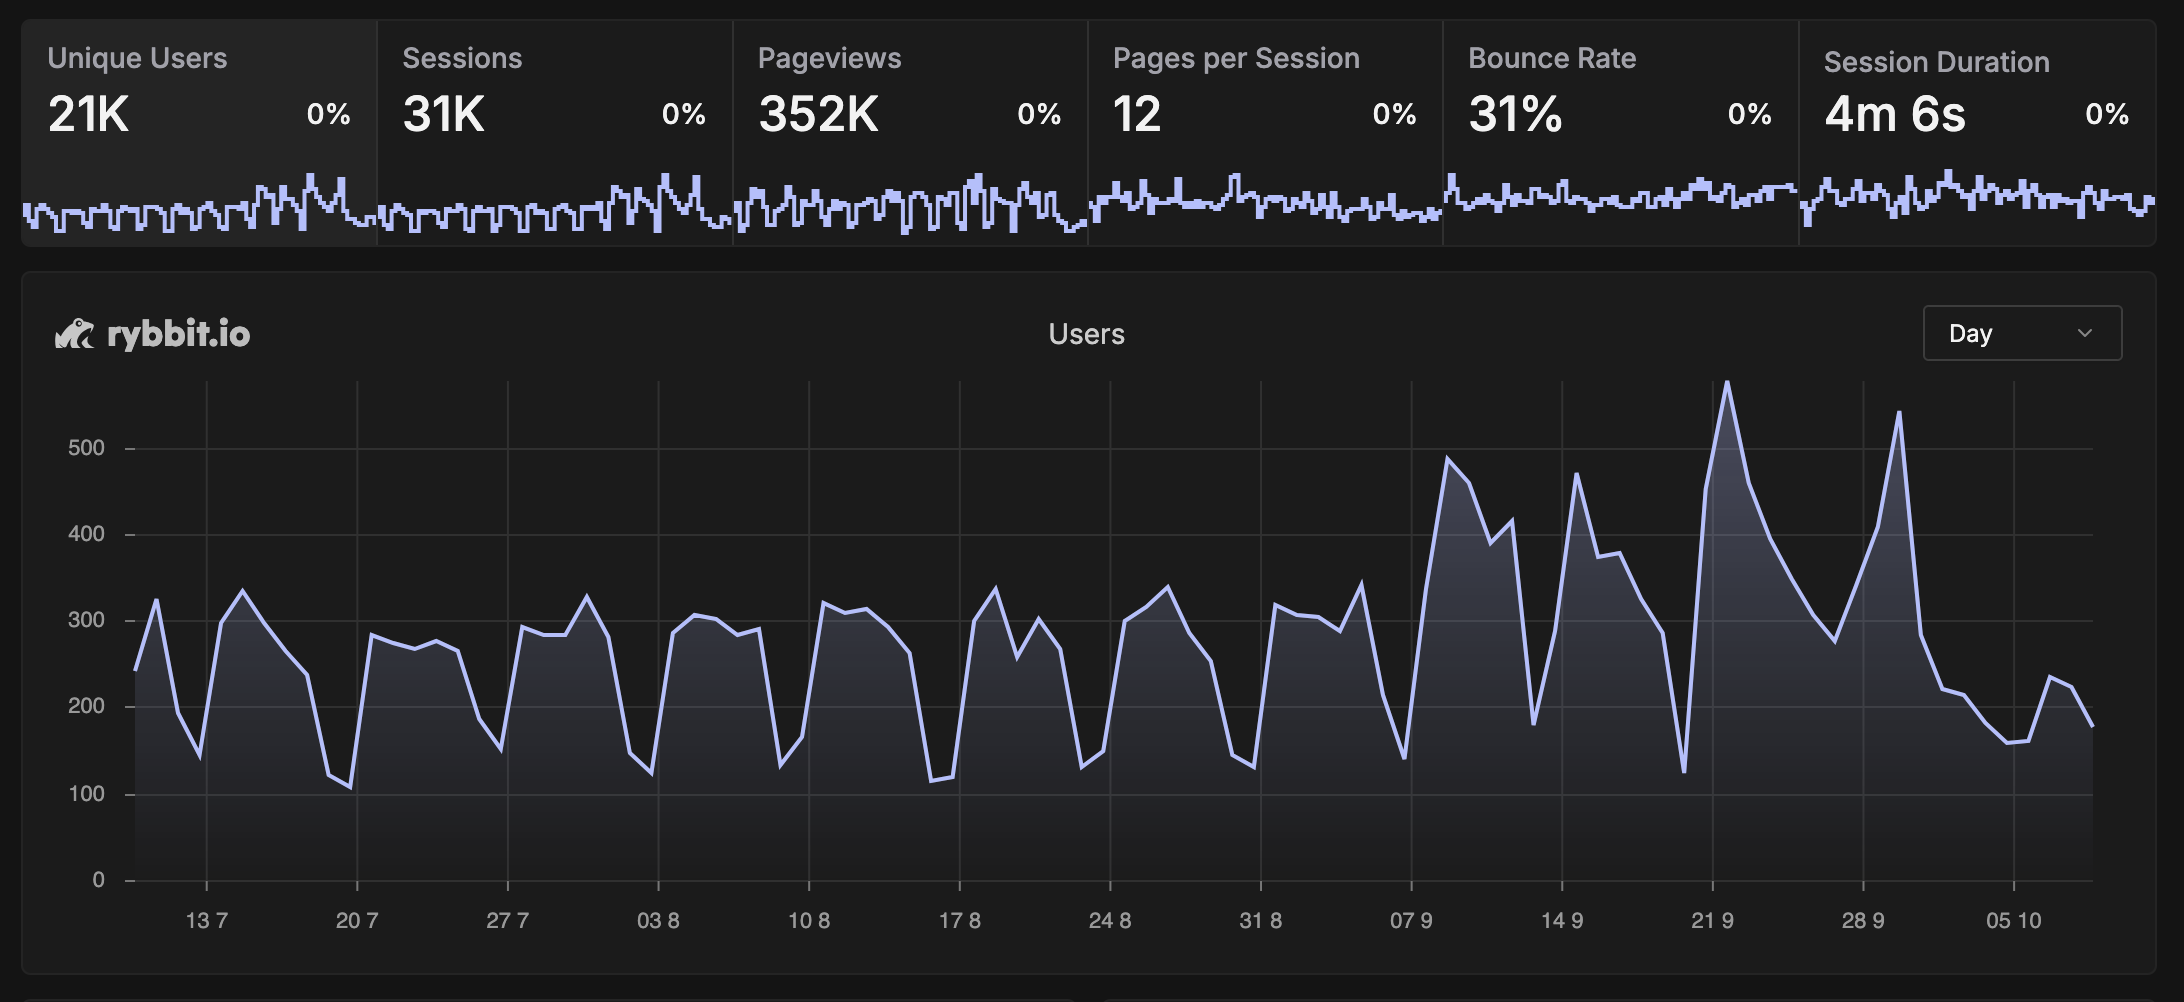 Unique Users
21K 0%
Sessions
31K 0%
Pageviews
352K 0%
Pages per Session
12 0%
Bounce Rate
31% 0%
Session Duration
4m 6s 0%
rybbit.io
Users
Day
500
400
300
200
100
0
13 7 20 7 27 7 03 8 10 8 17 8 24 8 31 8 07 9 14 9 21 9 28 9 05 10